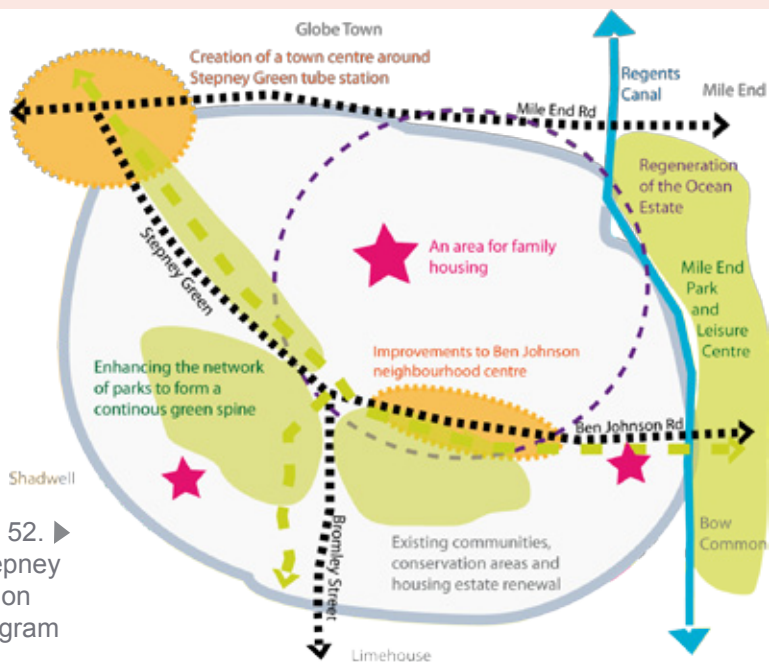 Globe Town
Creation of a town centre around
Stepney Green tube station
Regents
Canal
Mile End
Mile End Rd
Regeneration
of the Ocean
Estate
An area for family
housing
Stepney Green
Mile End
Park
and
Leisure
Centre
Enhancing the network
of parks to form a
continous green spine
Improvements to Ben Johnson
neighbourhood centre
Ben Johnson Rd
Shadwell
52.
epney
on
gram
Bromley Street
Existing communities,
conservation areas and
housing estate renewal
Bow
Common
Limehouse